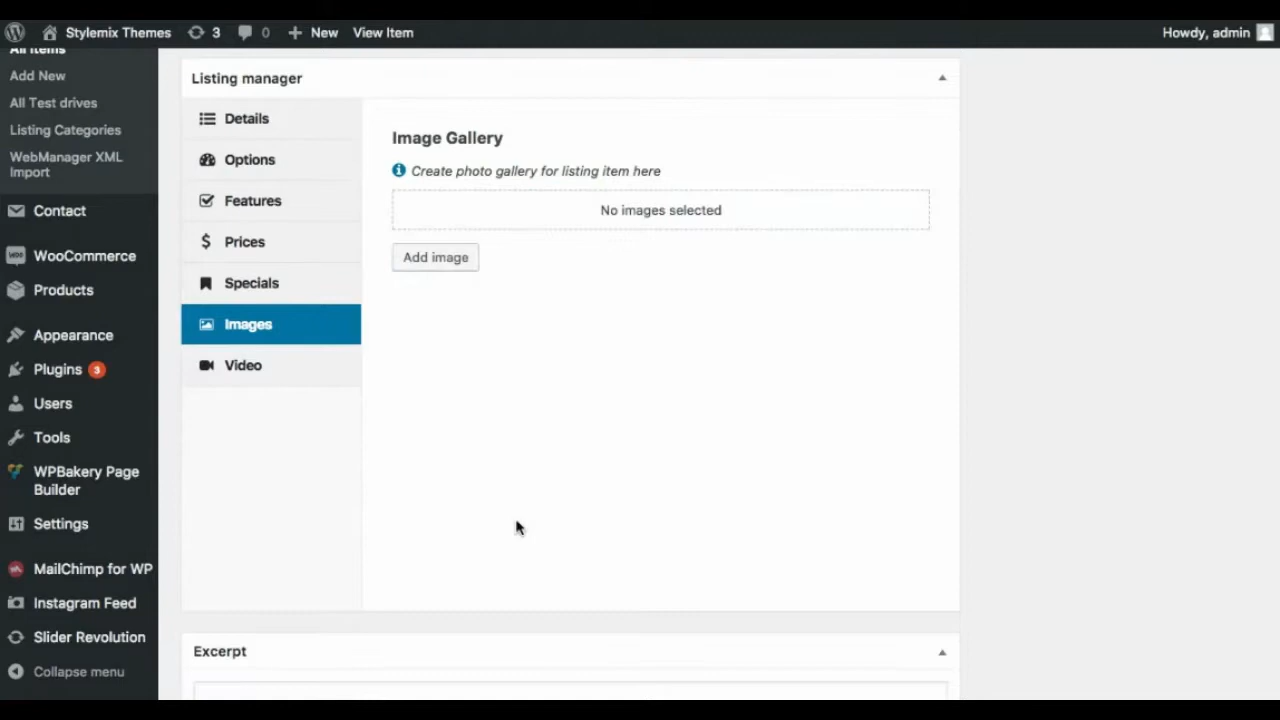 Stylemix Themes
3
0
New
View Item
Howdy, admin
All Items
Add New
All Test drives
Listing Categories
WebManager XML
Import
Contact
WooCommerce
Products
Appearance
Plugins 3
Users
Tools
WPBakery Page
Builder
Settings
MailChimp for WP
Instagram Feed
Slider Revolution
Collapse menu
Listing manager
Details
Options
Features
Prices
Specials
Images
Video
Image Gallery
Create photo gallery for listing item here
No images selected
Add image
Excerpt